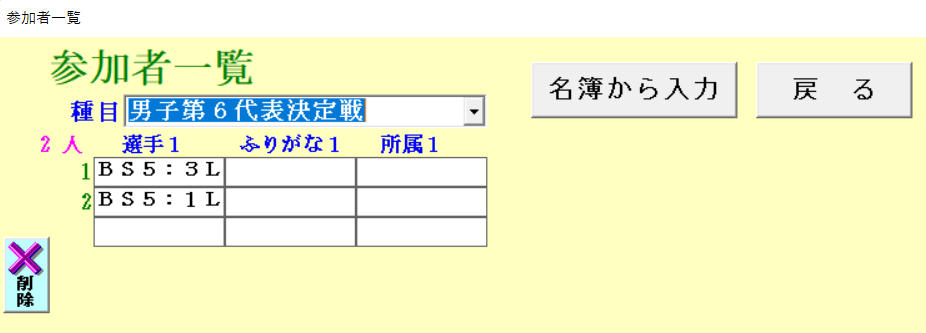 参加者一覧
参加者一覧
名簿から入力
戻　る
種目 男子第６代表決定戦
２人 選手１ ふりがな１ 所属１
1 ＢＳ５：３Ｌ
2 ＢＳ５：１Ｌ
削除